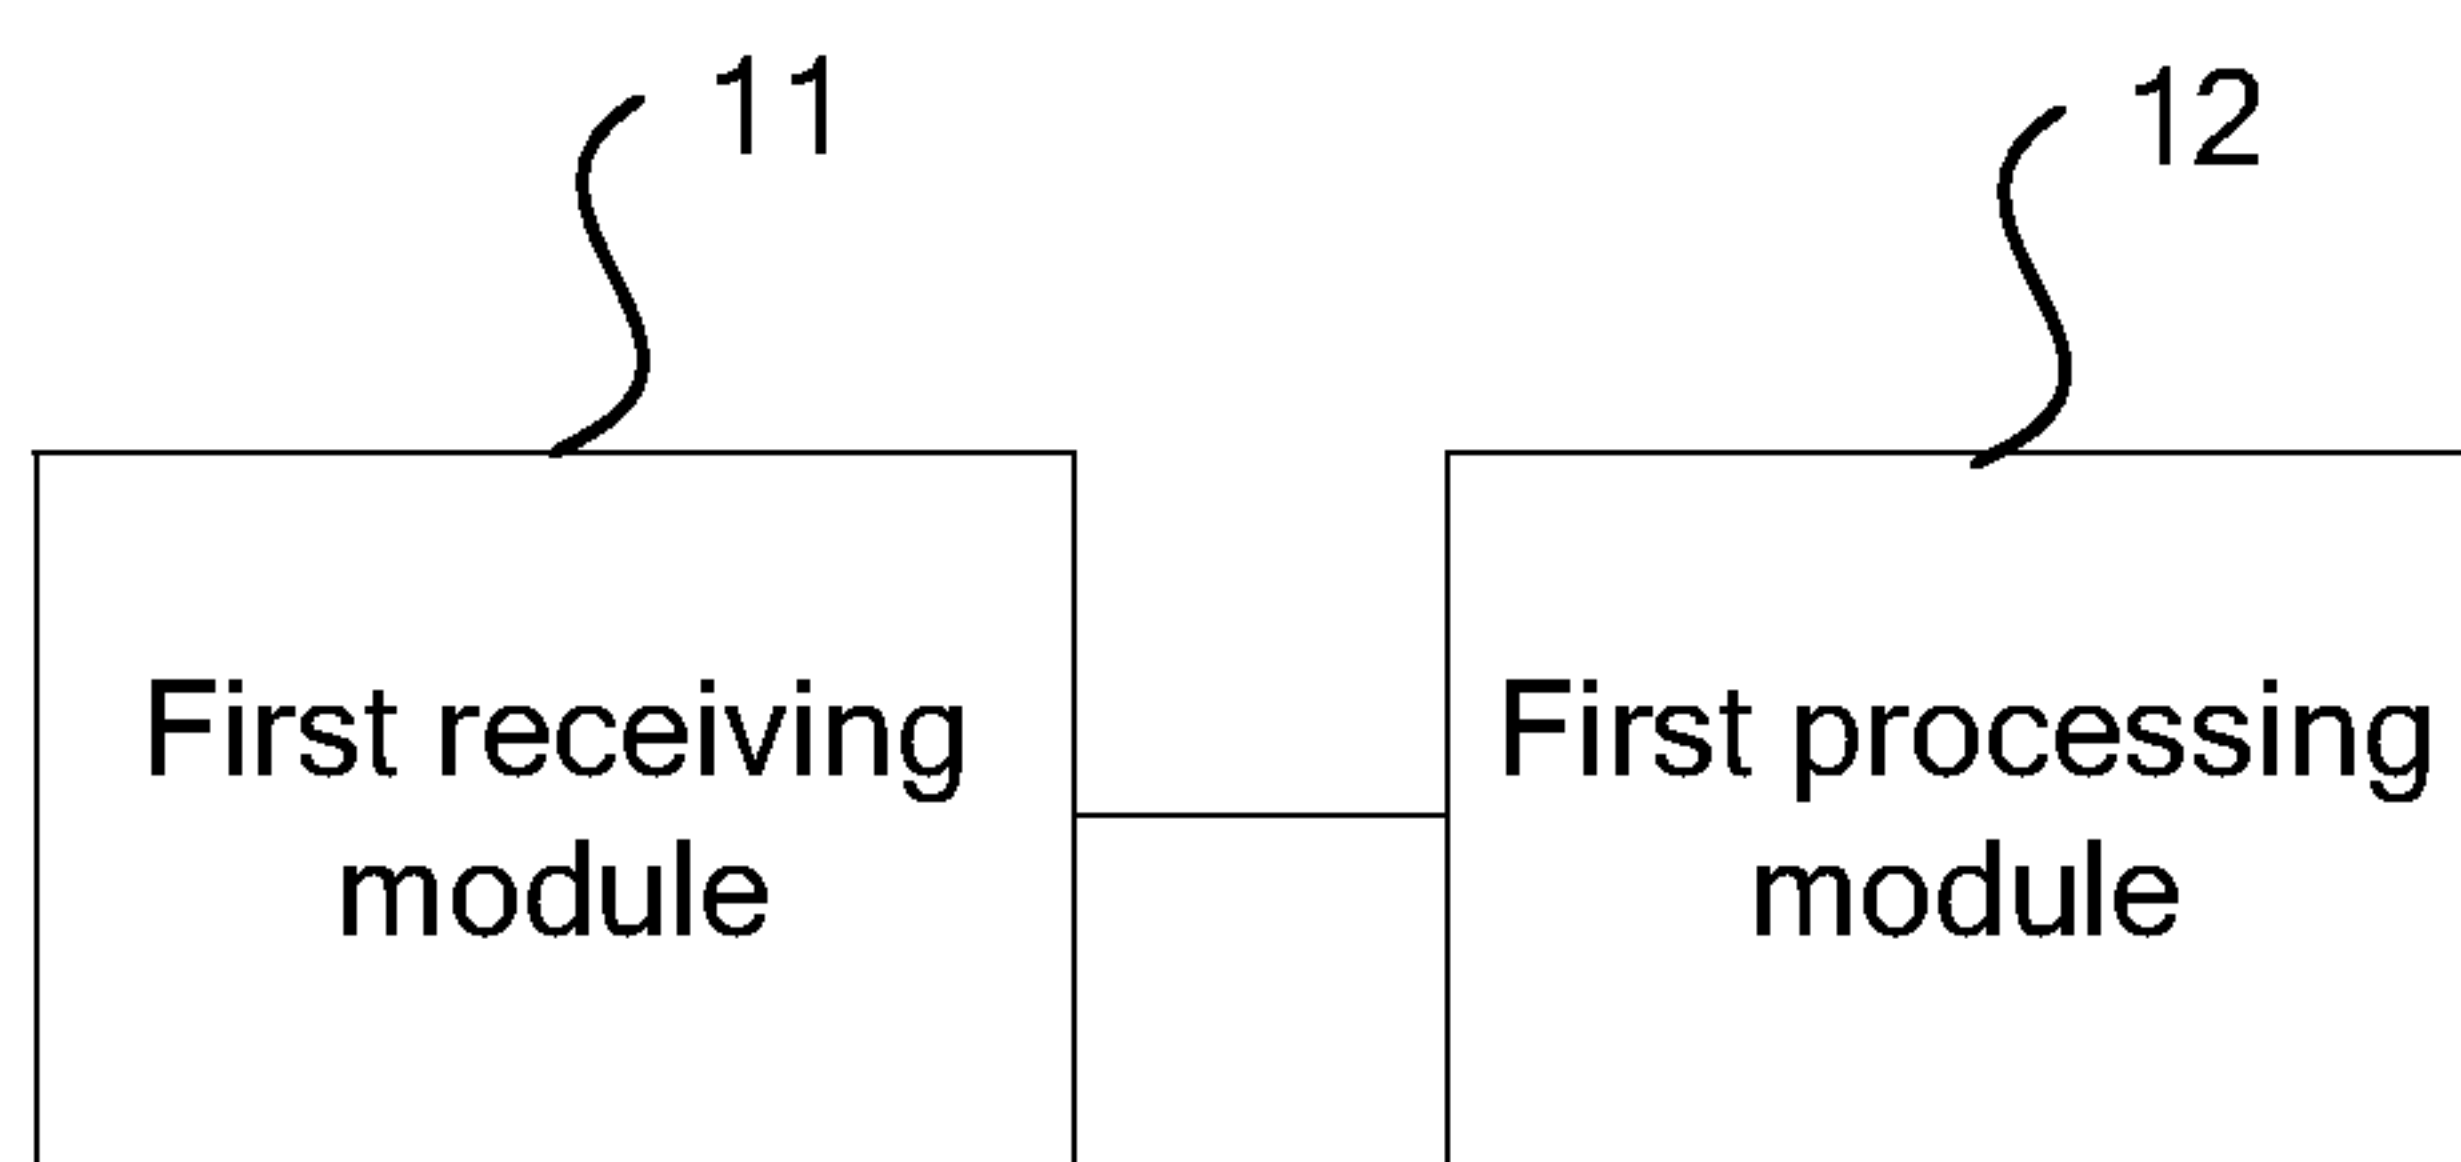 11
12
First receiving
module
First processing
module